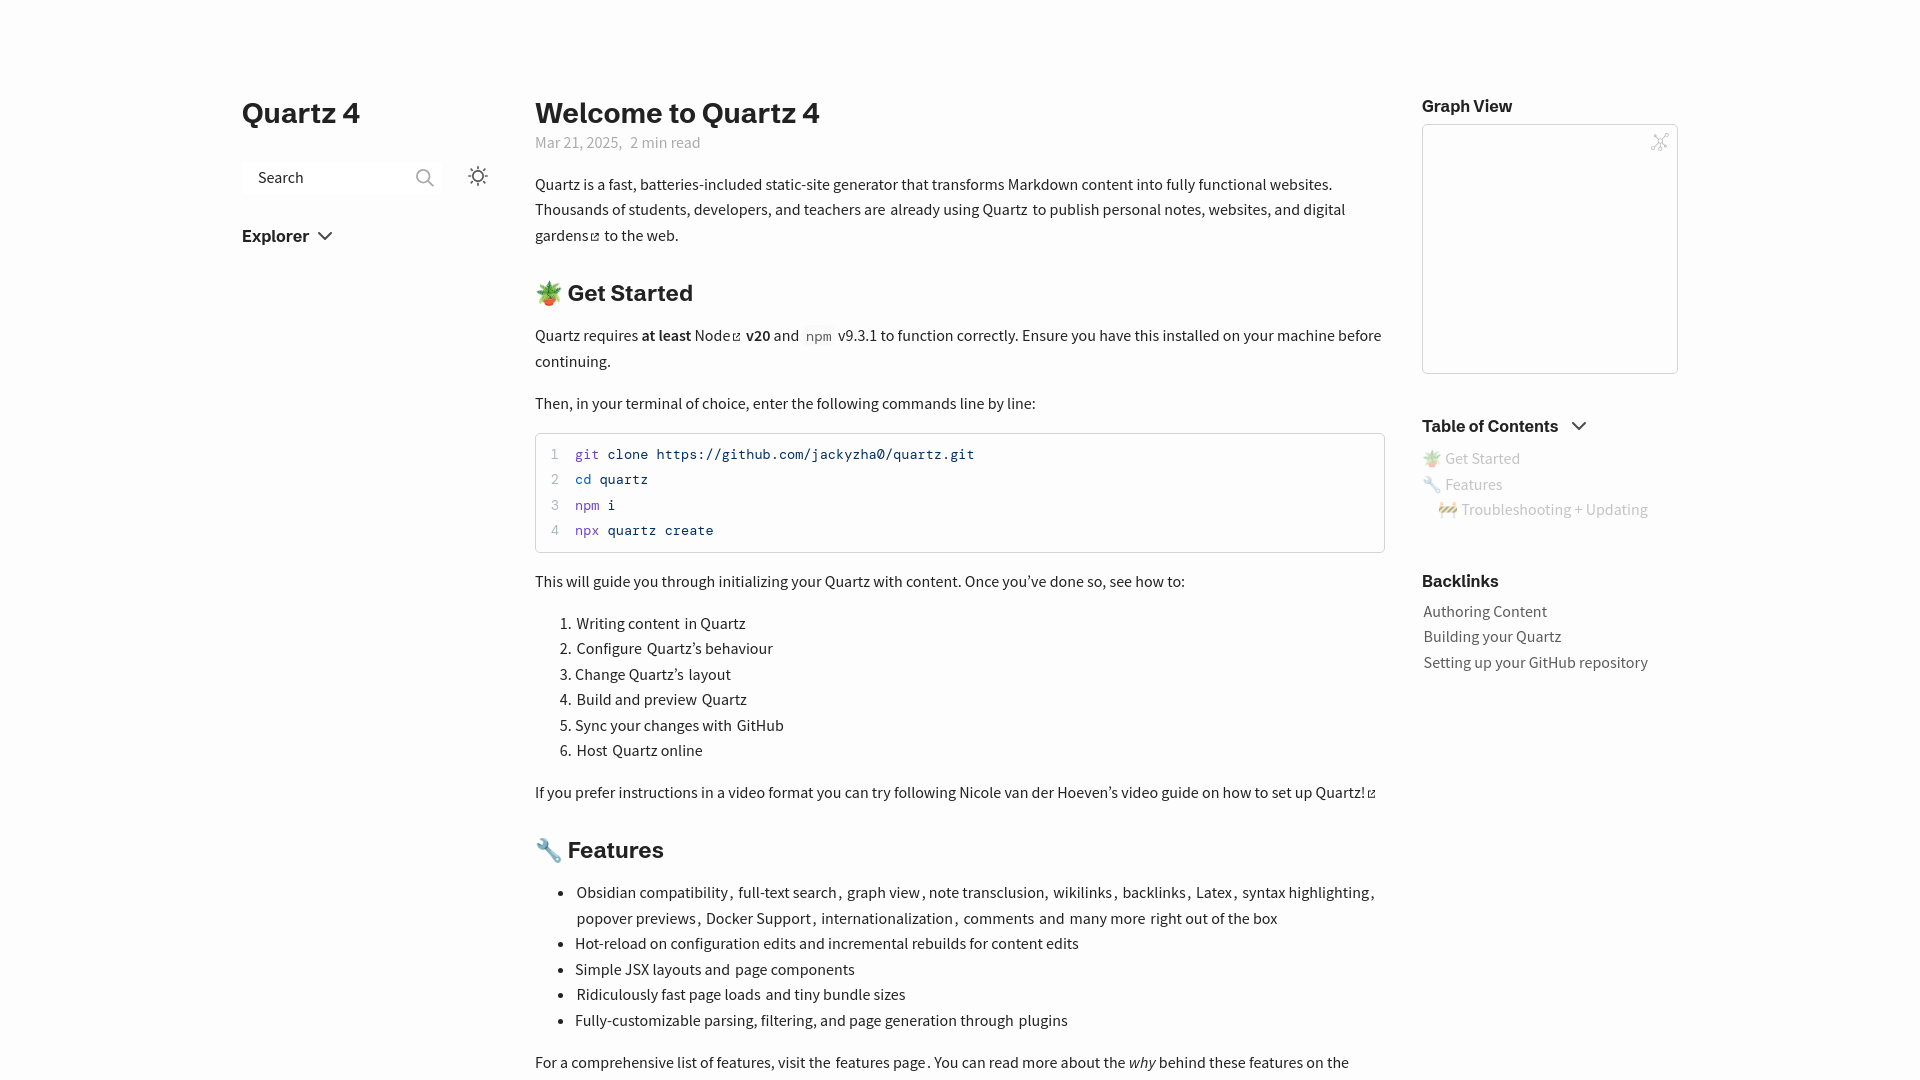 Quartz 4
Search
Explorer
Welcome to Quartz 4
Mar 21, 2025, 2 min read
Quartz is a fast, batteries-included static-site generator that transforms Markdown content into fully functional websites.
Thousands of students, developers, and teachers are already using Quartz to publish personal notes, websites, and digital
gardens to the web.
🪴 Get Started
Quartz requires at least Node v20 and npm v9.3.1 to function correctly. Ensure you have this installed on your machine before
continuing.
Then, in your terminal of choice, enter the following commands line by line:
1 git clone https://github.com/jackyzha0/quartz.git
2 cd quartz
3 npm i
4 npx quartz create
This will guide you through initializing your Quartz with content. Once you’ve done so, see how to:
1. Writing content in Quartz
2. Configure Quartz’s behaviour
3. Change Quartz’s layout
4. Build and preview Quartz
5. Sync your changes with GitHub
6. Host Quartz online
If you prefer instructions in a video format you can try following Nicole van der Hoeven’s video guide on how to set up Quartz!
🔧 Features
• Obsidian compatibility, full-text search, graph view, note transclusion, wikilinks, backlinks, Latex, syntax highlighting,
popover previews, Docker Support, internationalization, comments and many more right out of the box
• Hot-reload on configuration edits and incremental rebuilds for content edits
• Simple JSX layouts and page components
• Ridiculously fast page loads and tiny bundle sizes
• Fully-customizable parsing, filtering, and page generation through plugins
For a comprehensive list of features, visit the features page. You can read more about the why behind these features on the
Graph View
Table of Contents
🪴 Get Started
🔧 Features
🚧 Troubleshooting + Updating
Backlinks
Authoring Content
Building your Quartz
Setting up your GitHub repository